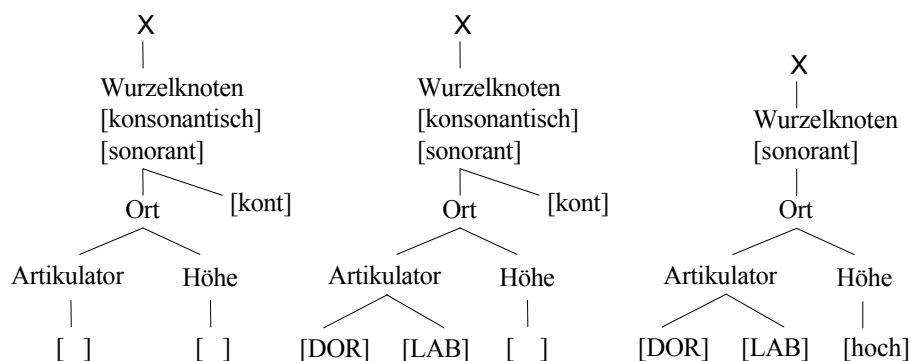 X X
X
Wurzelknoten Wurzelknoten
[konsonantisch] [konsonantisch] Wurzelknoten
[sonorant] [sonorant] [sonorant]
Ort [kont] Ort [kont] Ort
Artikulator Höhe Artikulator Höhe Artikulator Höhe
[ ] [ ] [DOR] [LAB] [ ] [DOR] [LAB] [hoch]